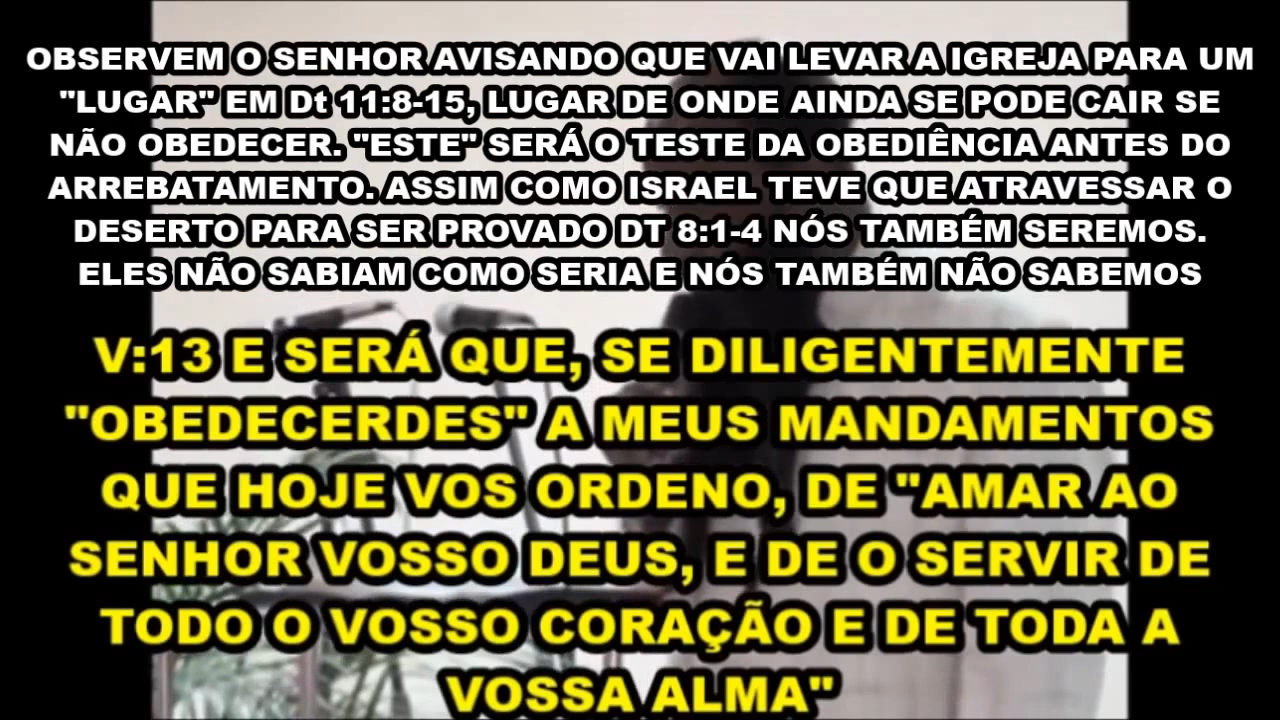 OBSERVEM O SENHOR AVISANDO QUE VAI LEVAR A IGREJA PARA UM
"LUGAR" EM Dt 11:8-15, LUGAR DE ONDE AINDA SE PODE CAIR SE
NÃO OBEDECER. "ESTE" SERÁ O TESTE DA OBEDIÊNCIA ANTES DO
ARREBATAMENTO. ASSIM COMO ISRAEL TEVE QUE ATRAVESSAR O
DESERTO PARA SER PROVADO DT 8:1-4 NÓS TAMBÉM SEREMOS.
ELES NÃO SABIAM COMO SERIA E NÓS TAMBÉM NÃO SABEMOS
V:13 E SERÁ QUE, SE DILIGENTEMENTE
"OBEDECERDES" A MEUS MANDAMENTOS
QUE HOJE VOS ORDENO, DE "AMAR AO
SENHOR VOSSO DEUS, E DE O SERVIR DE
TODO O VOSSO CORAÇÃO E DE TODA A
VOSSA ALMA"